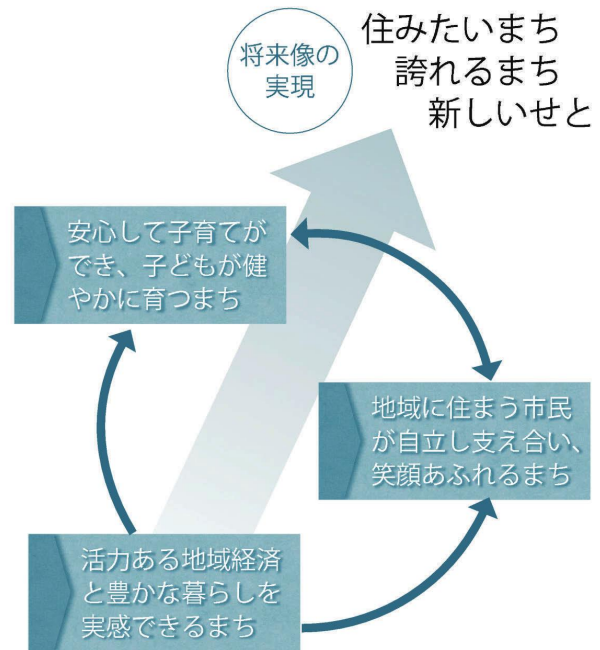 将来像の
実現
住みたいまち
誇れるまち
新しいせと
安心して子育てが
でき、子どもが健
やかに育つまち
地域に住まう市民
が自立し支え合い、
笑顔あふれるまち
活力ある地域経済
と豊かな暮らしを
実感できるまち